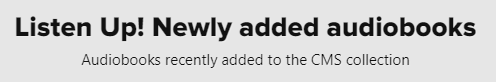 Listen Up! Newly added audiobooks
Audiobooks recently added to the CMS collection